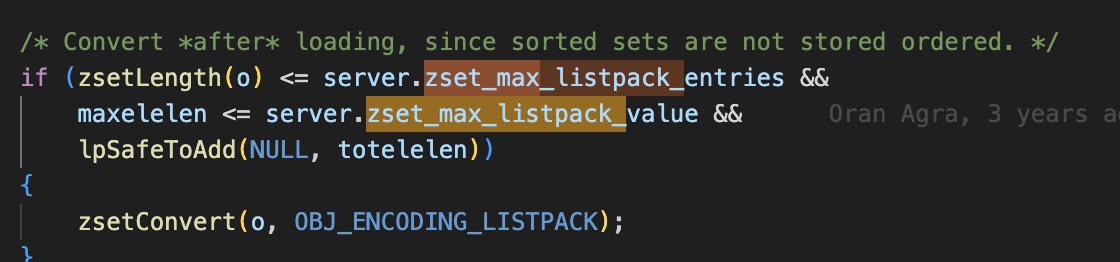 /* Convert *after* loading, since sorted sets are not stored ordered. */
if (zsetLength(o) <= server.zset_max_listpack_entries &&
maxelelen <= server.zset_max_listpack_value && Oran Agra, 3 years
lpSafeToAdd(NULL, totelelen))
{
zsetConvert(o, OBJ_ENCODING_LISTPACK);
}